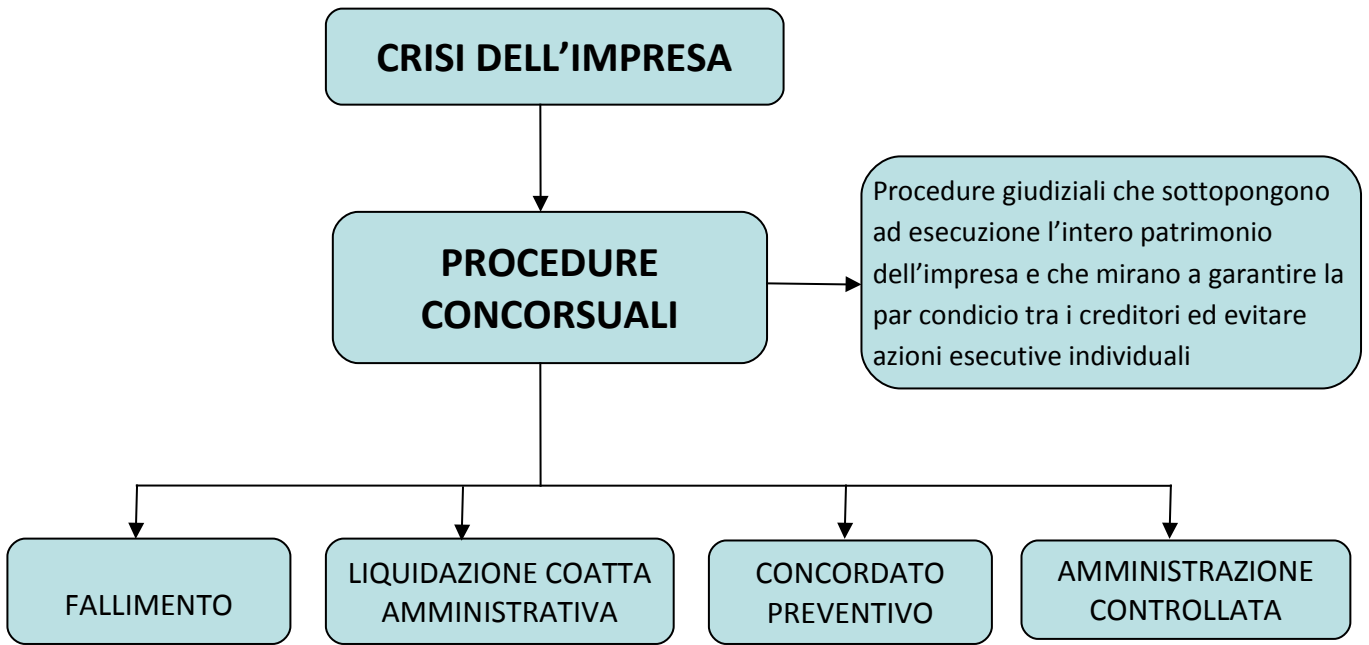 CRISI DELL’IMPRESA
PROCEDURE
CONCORSUALI
Procedure giudiziali che sottopongono
ad esecuzione l’intero patrimonio
dell’impresa e che mirano a garantire la
par condicio tra i creditori ed evitare
azioni esecutive individuali
FALLIMENTO
LIQUIDAZIONE COATTA
AMMINISTRATIVA
CONCORDATO
PREVENTIVO
AMMINISTRAZIONE
CONTROLLATA